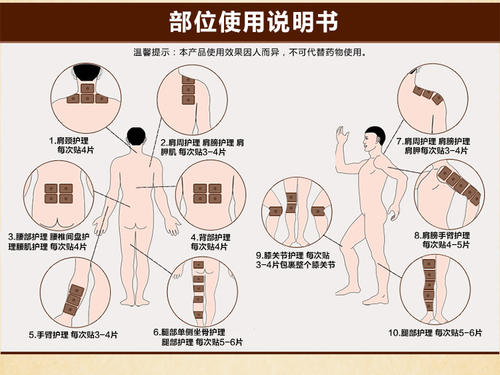 部位使用说明书
温馨提示：本产品使用效果因人而异，不可代替药物使用。
1.肩颈护理
每次贴4片
2.肩周护理 肩膀护理 肩
胛肌 每次贴3-4片
3.腰部护理 腰椎间盘护
理腰肌护理 每次贴4片
4.背部护理
每次贴4片
5.手臂护理 每次贴3-4片
6.腿部单侧坐骨护理
腿部护理 每次贴5-6片
7.肩周护理 肩膀护理
肩胛每次贴3-4片
8.肩膀手臂护理
每次贴4-5片
9.膝关节护理 每次贴
3-4片包裹整个膝关节
10.腿部护理 每次贴5-6片